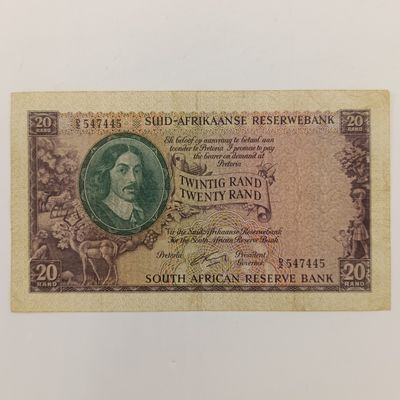 20 RAND
SUID-AFRIKAANSE RESERWEBANK
20 RAND
547445
Ek beloof op aanvraag te betaal aan
toonder te Pretoria I promise to pay
the bearer on demand at
Pretoria
TWINTIG RAND
TWENTY RAND
Vir die Suid-Afrikaanse Reserwebank
For the South African Reserve Bank
Pretoria
President
Governor
547445
20 RAND
SOUTH AFRICAN RESERVE BANK
20 RAND